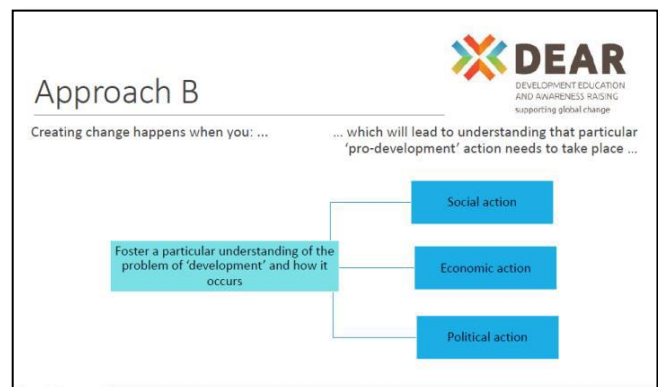 DEAR
DEVELOPMENT EDUCATION
AND AWARENESS RAISING
supporting global change
Approach B
Creating change happens when you: ...
... which will lead to understanding that particular
'pro-development' action needs to take place ...
Social action
Foster a particular understanding of the
problem of 'development' and how it
occurs
Economic action
Political action